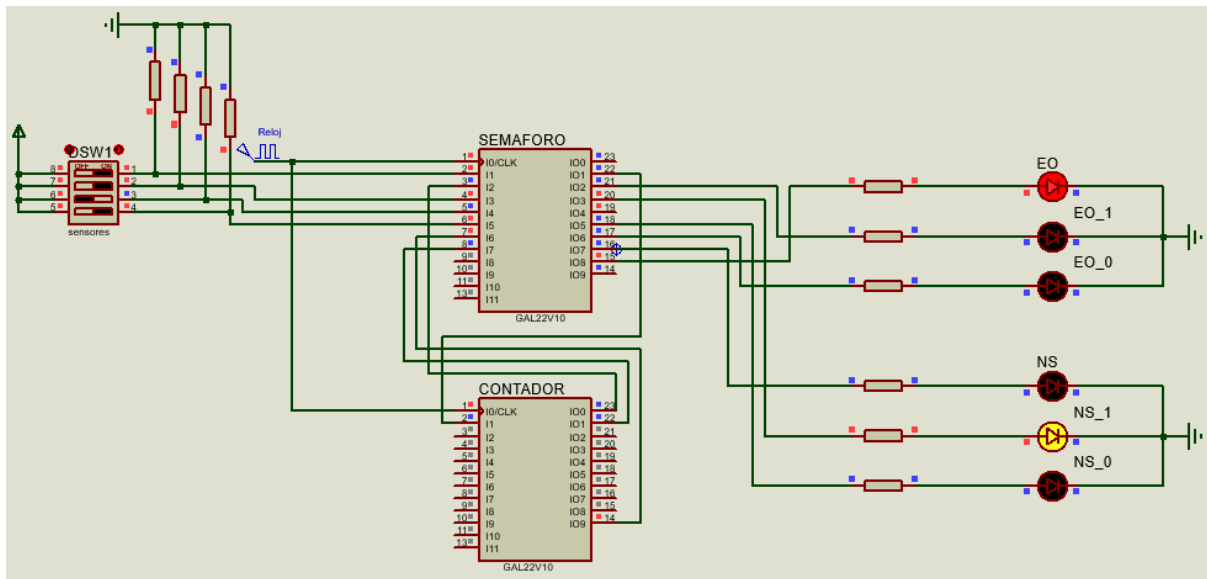 Reloj
DSW1
OFF ON
8 1
7 2
6 3
5 4
sensores
SEMAFORO
1 I0/CLK IO0 23
2 I1 IO1 22
3 I2 IO2 21
4 I3 IO3 20
5 I4 IO4 19
6 I5 IO5 18
7 I6 IO6 17
8 I7 IO7 16
9 I8 IO8 15
10 I9 IO9 14
11 I10
13 I11
GAL22V10
CONTADOR
1 I0/CLK IO0 23
2 I1 IO1 22
3 I2 IO2 21
4 I3 IO3 20
5 I4 IO4 19
6 I5 IO5 18
7 I6 IO6 17
8 I7 IO7 16
9 I8 IO8 15
10 I9 IO9 14
11 I10
13 I11
GAL22V10
EO
EO_1
EO_0
NS
NS_1
NS_0